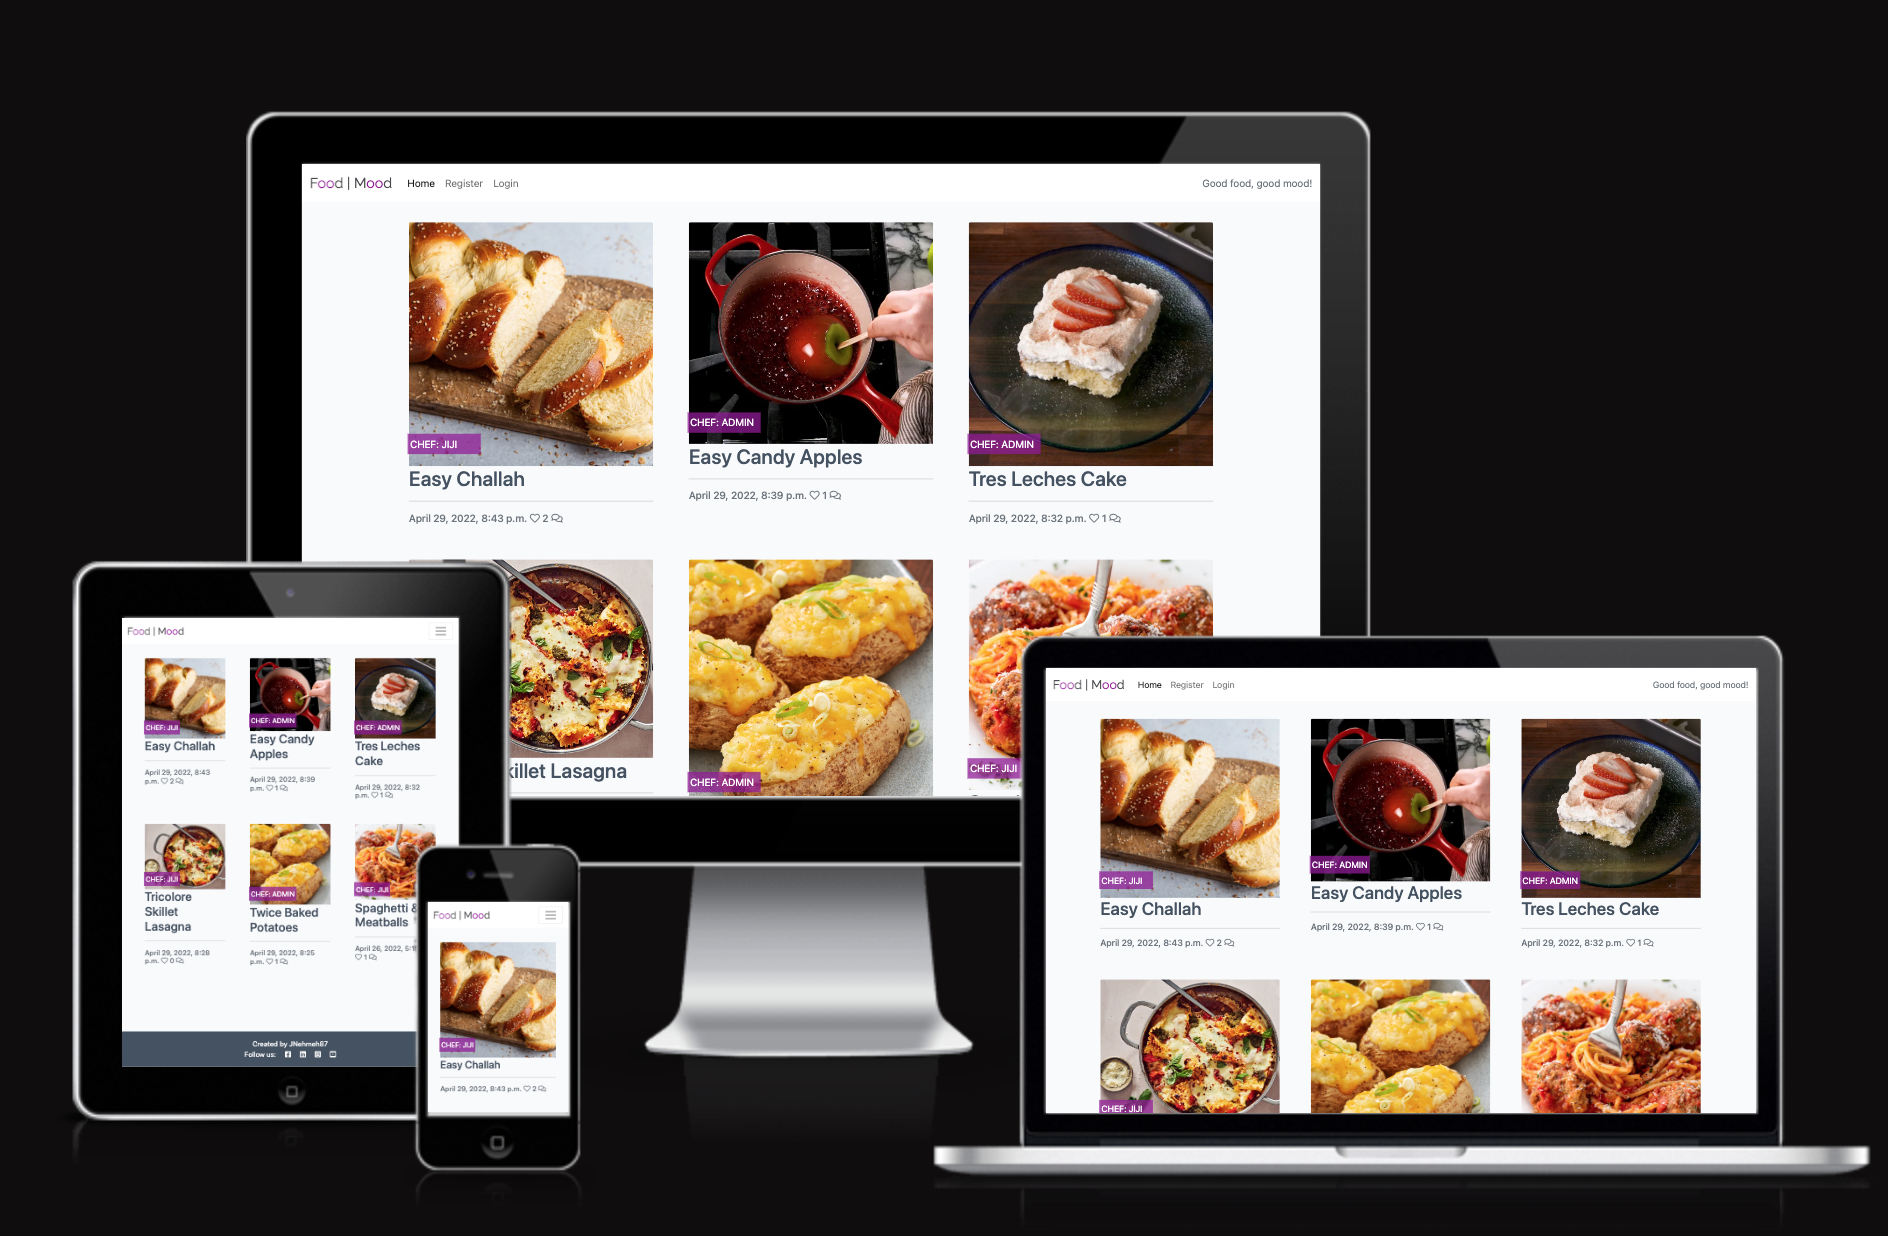 Food | Mood Home Register Login Good food, good mood!
CHEF: JIJI
Easy Challah
April 29, 2022, 8:43 p.m. 2
CHEF: ADMIN
Easy Candy Apples
April 29, 2022, 8:39 p.m. 1
CHEF: ADMIN
Tres Leches Cake
April 29, 2022, 8:32 p.m. 1
killet Lasagna
CHEF: ADMIN
CHEF: JIJI
Food | Mood
CHEF: JIJI
Easy Challah
April 29, 2022, 8:43
p.m. 2
CHEF: ADMIN
Easy Candy
Apples
April 29, 2022, 8:39
p.m. 1
CHEF: ADMIN
Tres Leches
Cake
April 29, 2022, 8:32
p.m. 1
CHEF: JIJI
Tricolore
Skillet
Lasagna
April 29, 2022, 8:28
p.m. 0
CHEF: ADMIN
Twice Baked
Potatoes
April 29, 2022, 8:25
p.m. 1
CHEF: JIJI
Spaghetti &
Meatballs
April 26, 2022,
1
Created by JNehmeh87
Follow us:
Food | Mood
CHEF: JIJI
Easy Challah
April 29, 2022, 8:43 p.m. 2
Food | Mood Home Register Login Good food, good mood!
CHEF: JIJI
Easy Challah
April 29, 2022, 8:43 p.m. 2
CHEF: ADMIN
Easy Candy Apples
April 29, 2022, 8:39 p.m. 1
CHEF: ADMIN
Tres Leches Cake
April 29, 2022, 8:32 p.m. 1
CHEF: JIJI